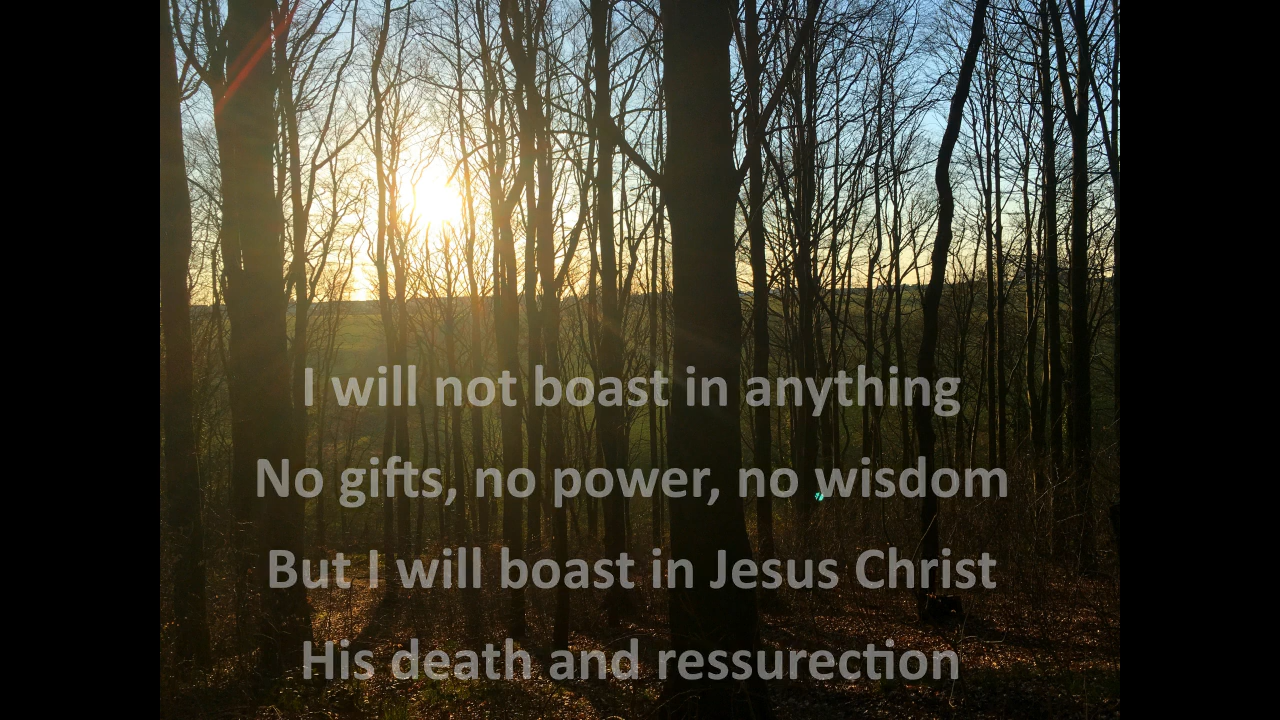 I will not boast in anything
No gifts, no power, no wisdom
But I will boast in Jesus Christ
His death and ressurection